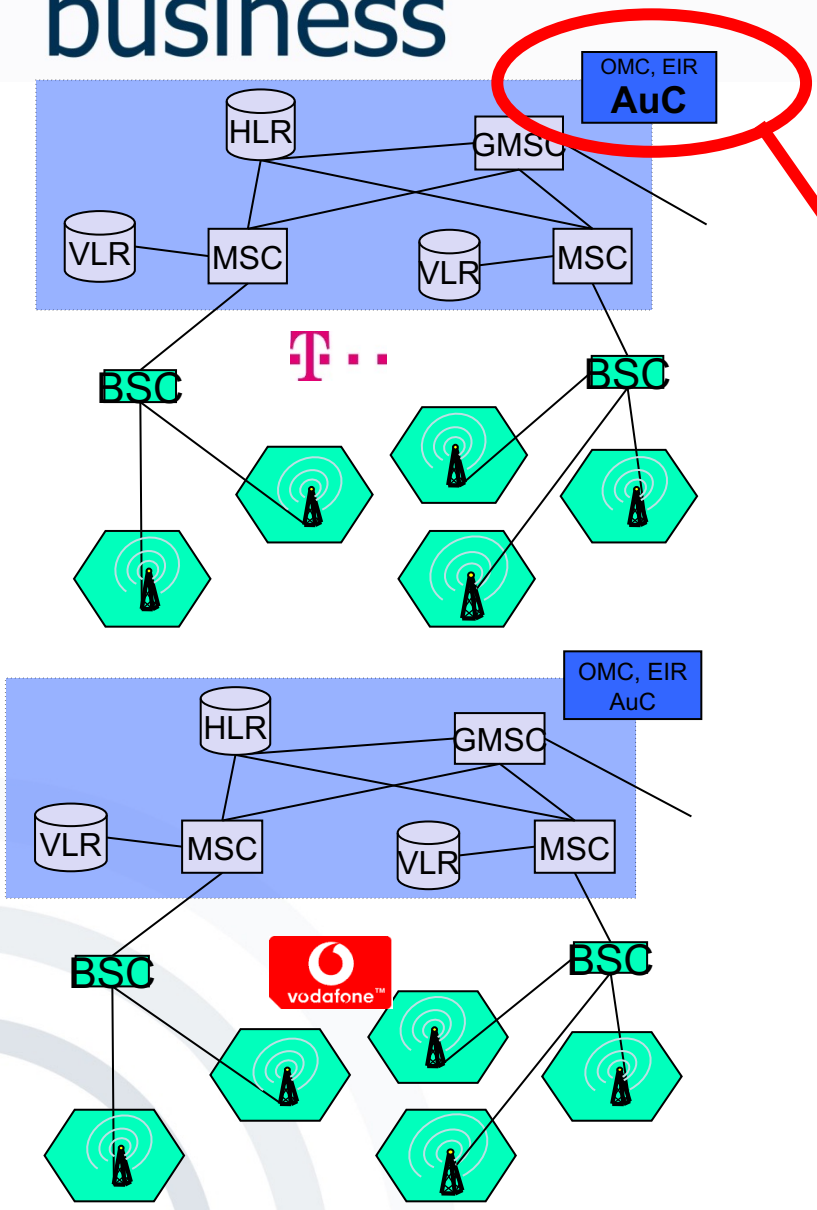 business
OMC, EIR
AuC
HLR
GMSC
VLR
MSC
VLR
MSC
T
BSC
BSC
OMC, EIR
AuC
HLR
GMSC
VLR
MSC
VLR
MSC
BSC
vodafone™
BSC